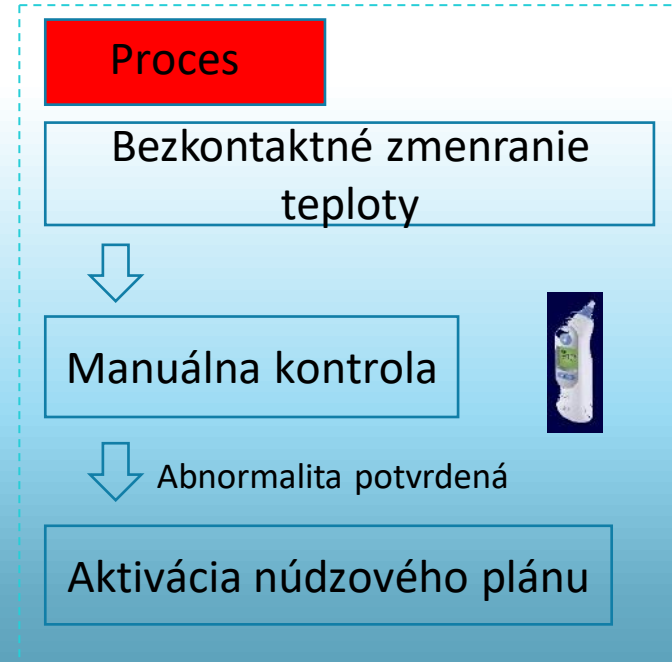 Proces
Bezkontaktné zmenranie
teploty
Manuálna kontrola
Abnormalita potvrdená
Aktivácia núdzového plánu